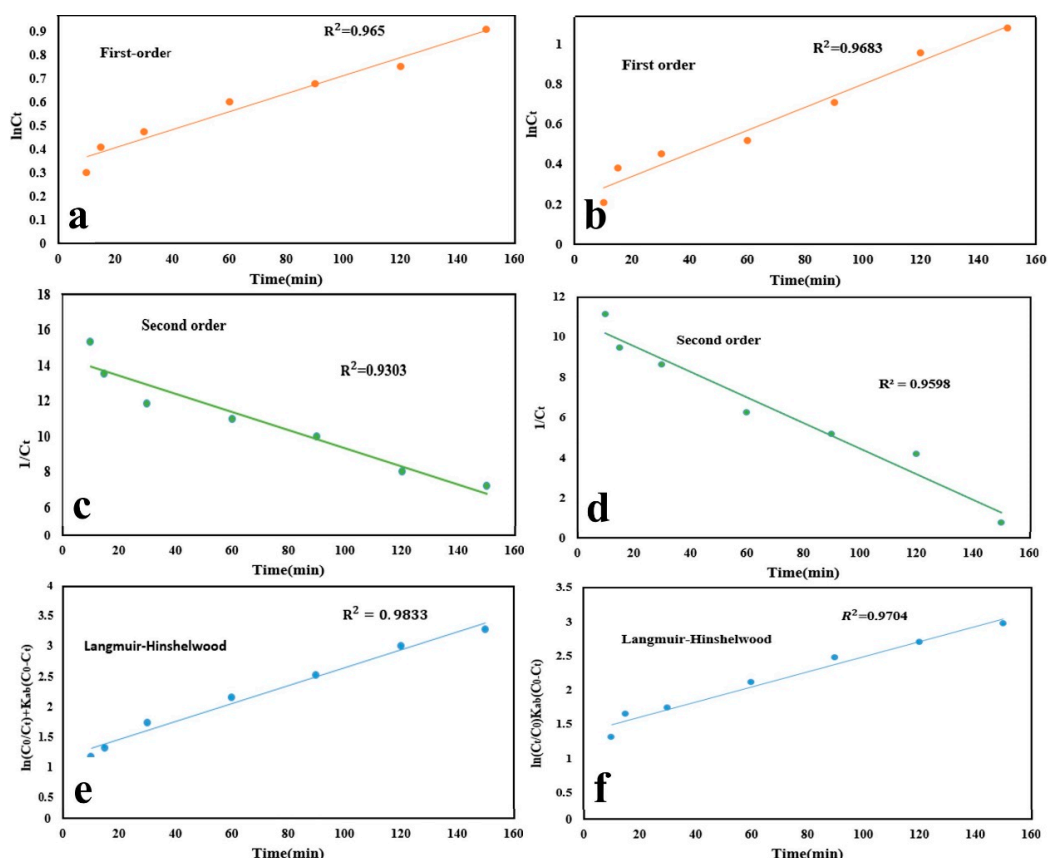 R²=0.965
First-order
lnCt
0.9
0.8
0.7
0.6
0.5
0.4
0.3
0.2
0.1
0
a
0 20 40 60 80 100 120 140 160
Time(min)
R²=0.9683
First order
lnCt
1
0.8
0.6
0.4
0.2
0
b
0 20 40 60 80 100 120 140 160
Time(min)
Second order
R²=0.9303
1/Ct
18
16
14
12
10
8
6
0
c
0 20 40 60 80 100 120 140 160
Time(min)
Second order
R² = 0.9598
1/Ct
12
10
8
6
4
2
0
d
0 20 40 60 80 100 120 140 160
Time(min)
R² = 0.9833
Langmuir-Hinshelwood
ln(C0/Ct)+Kab(C0-Ct)
4
3.5
3
2.5
2
1.5
1
0.5
0
e
0 20 40 60 80 100 120 140 160
Time(min)
R²=0.9704
Langmuir-Hinshelwood
ln(Ct/C0)Kab(C0-Ct)
3.5
3
2.5
2
1.5
1
0.5
0
f
0 20 40 60 80 100 120 140 160
Time(min)